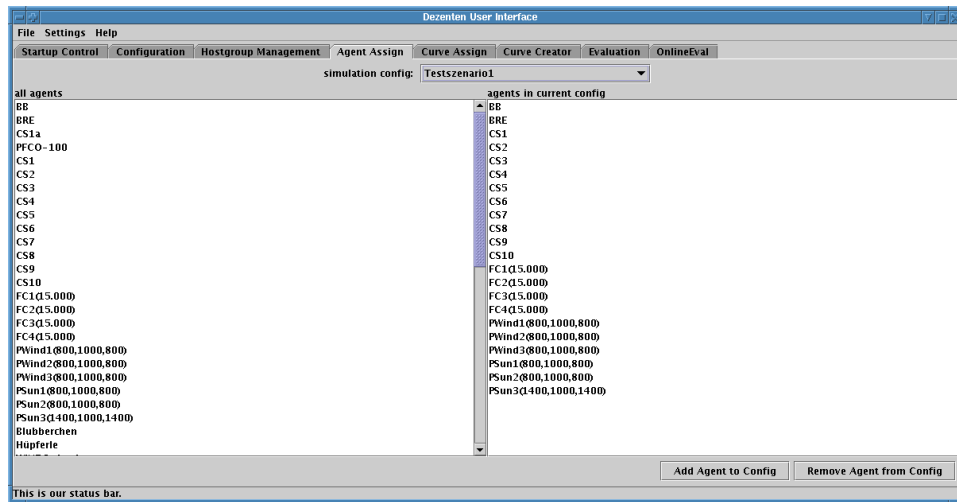 Dezenten User Interface
File Settings Help
Startup Control Configuration Hostgroup Management Agent Assign Curve Assign Curve Creator Evaluation OnlineEval
simulation config: Testszenario1
all agents
BB
BRE
CS1a
PFCO-100
CS1
CS2
CS3
CS4
CS5
CS6
CS7
CS8
CS9
CS10
FC1(15.000)
FC2(15.000)
FC3(15.000)
FC4(15.000)
PWind1(800,1000,800)
PWind2(800,1000,800)
PWind3(800,1000,800)
PSun1(800,1000,800)
PSun2(800,1000,800)
PSun3(1400,1000,1400)
Blubberchen
Hüpferle
agents in current config
BB
BRE
CS1
CS2
CS3
CS4
CS5
CS6
CS7
CS8
CS9
CS10
FC1(15.000)
FC2(15.000)
FC3(15.000)
FC4(15.000)
PWind1(800,1000,800)
PWind2(800,1000,800)
PWind3(800,1000,800)
PSun1(800,1000,800)
PSun2(800,1000,800)
PSun3(1400,1000,1400)
Add Agent to Config Remove Agent from Config
This is our status bar.